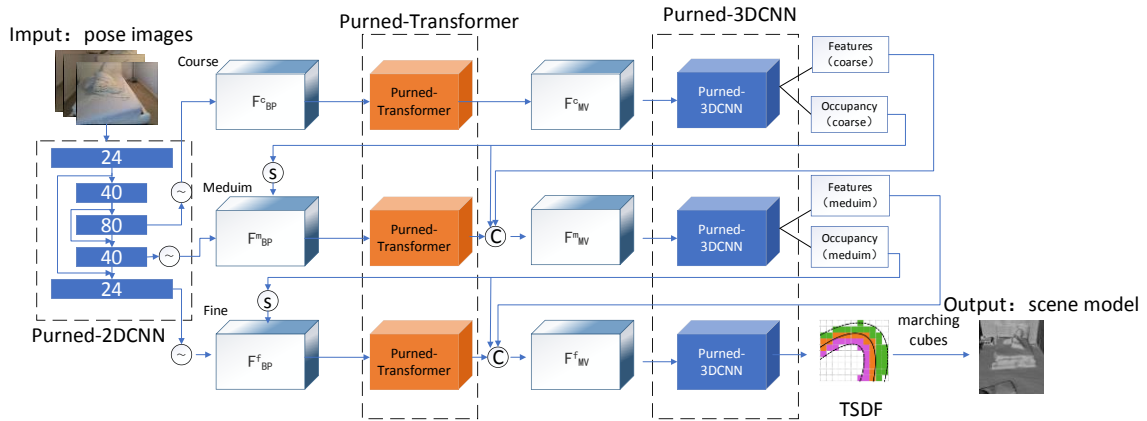 Purned-Transformer
Purned-3DCNN
Imput：pose images
Course
F^c_BP
Purned-
Transformer
F^c_MV
Purned-
3DCNN
Features
（coarse）
Occupancy
（coarse）
24
40
80
40
24
~
~
~
Purned-2DCNN
S
Meduim
F^m_BP
Purned-
Transformer
C
F^m_MV
Purned-
3DCNN
Features
（meduim）
Occupancy
（meduim）
S
Fine
F^f_BP
Purned-
Transformer
C
F^f_MV
Purned-
3DCNN
TSDF
marching
cubes
Output：scene model